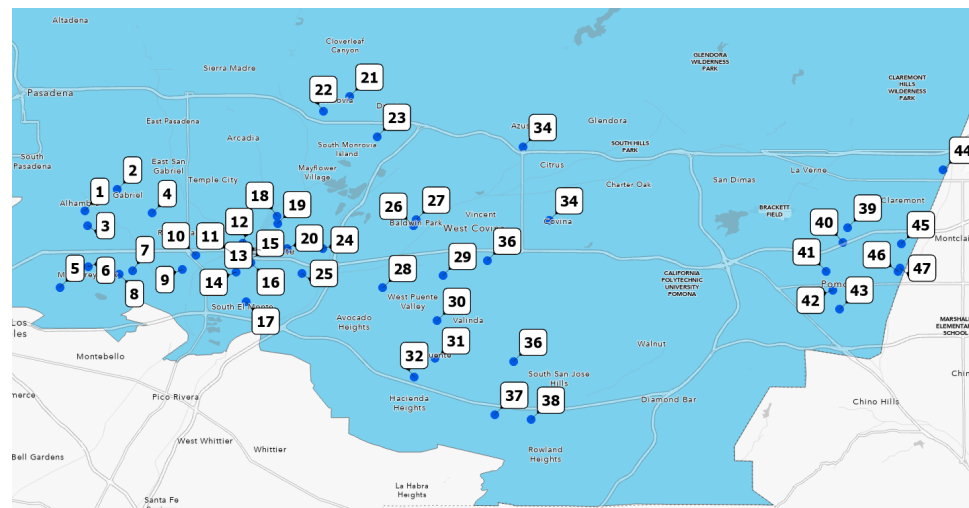 Altadena
Cloverleaf
Canyon
Sierra Madre
GLENDORA
WILDERNESS
PARK
CLAREMONT
HILLS
WILDERNESS
PARK
Pasadena
22
21
23
East Pasadena
Arcadia
South Monrovia
Island
34
Glendora
SOUTH HILLS
PARK
South
Pasadena
East San
Gabriel
Temple City
Mayflower
Village
Citrus
Charter Oak
San Dimas
La Verne
44
1
2
4
18
19
Gabriel
3
26
27
Baldwin Park
Vincent
34
Covina
West Covina
BRACKETT
FIELD
Claremont
39
40
45
Montclair
10
11
12
13
15
20
24
36
5
6
7
8
9
14
16
25
28
29
41
46
47
CALIFORNIA
POLYTECHNIC
UNIVERSITY
POMONA
42
43
South El Monte
17
West Puente
Valley
30
Valinda
Avocado
Heights
Los
Montebello
31
32
36
Walnut
MARSHALL
ELEMENTARY
SCHOOL
South San Jose
Hills
Hacienda
Heights
37
38
Diamond Bar
Chino Hills
Pico Rivera
West Whittier
Whittier
Rowland
Heights
Bell Gardens
La Habra
Heights
Santa Fe